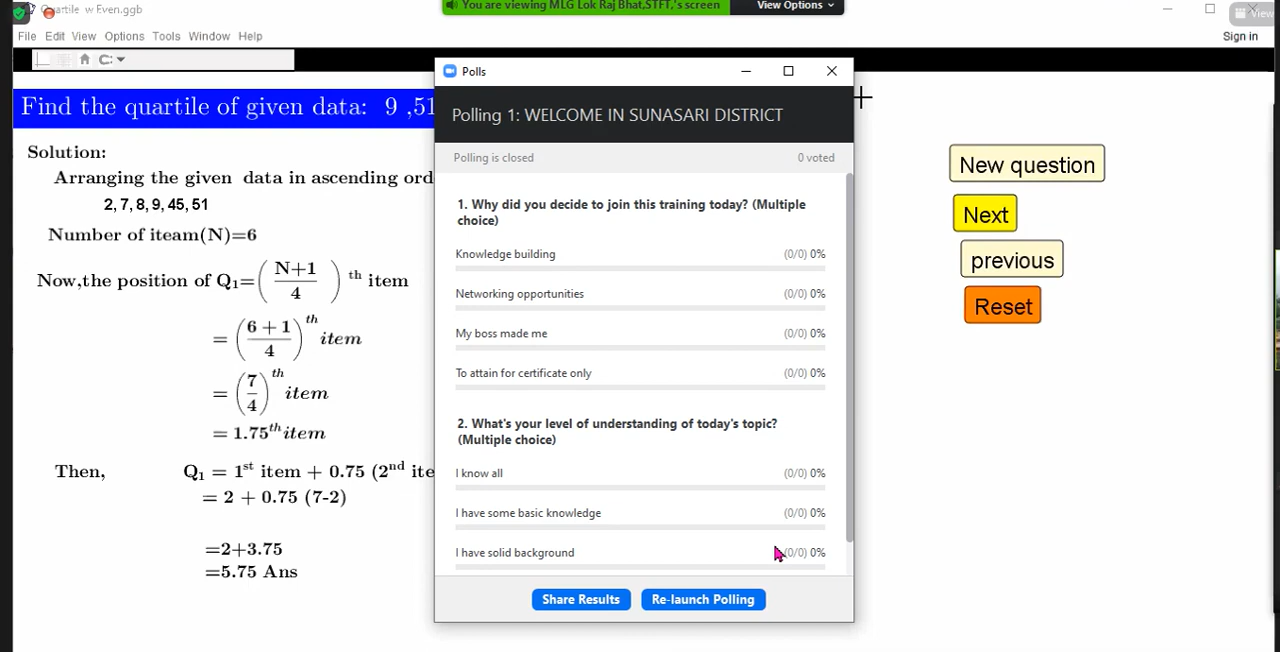 Quartile w Even.ggb
You are viewing MLG Lok Raj Bhat,STFT,'s screen
View Options
View
File Edit View Options Tools Window Help
Sign in
C:
Find the quartile of given data: 9 ,51
Solution:
Arranging the given data in ascending ord
2, 7, 8, 9, 45, 51
Number of iteam(N)=6
Now,the position of Q₁=(N+1/4)th item
= (6 + 1/4)th item
= (7/4)th item
= 1.75th item
Then, Q₁ = 1st item + 0.75 (2nd ite
= 2 + 0.75 (7-2)
=2+3.75
=5.75 Ans
Polls
Polling 1: WELCOME IN SUNASARI DISTRICT
Polling is closed 0 voted
1. Why did you decide to join this training today? (Multiple
choice)
Knowledge building (0/0) 0%
Networking opportunities (0/0) 0%
My boss made me (0/0) 0%
To attain for certificate only (0/0) 0%
2. What's your level of understanding of today's topic?
(Multiple choice)
I know all (0/0) 0%
I have some basic knowledge (0/0) 0%
I have solid background (0/0) 0%
Share Results Re-launch Polling
New question
Next
previous
Reset